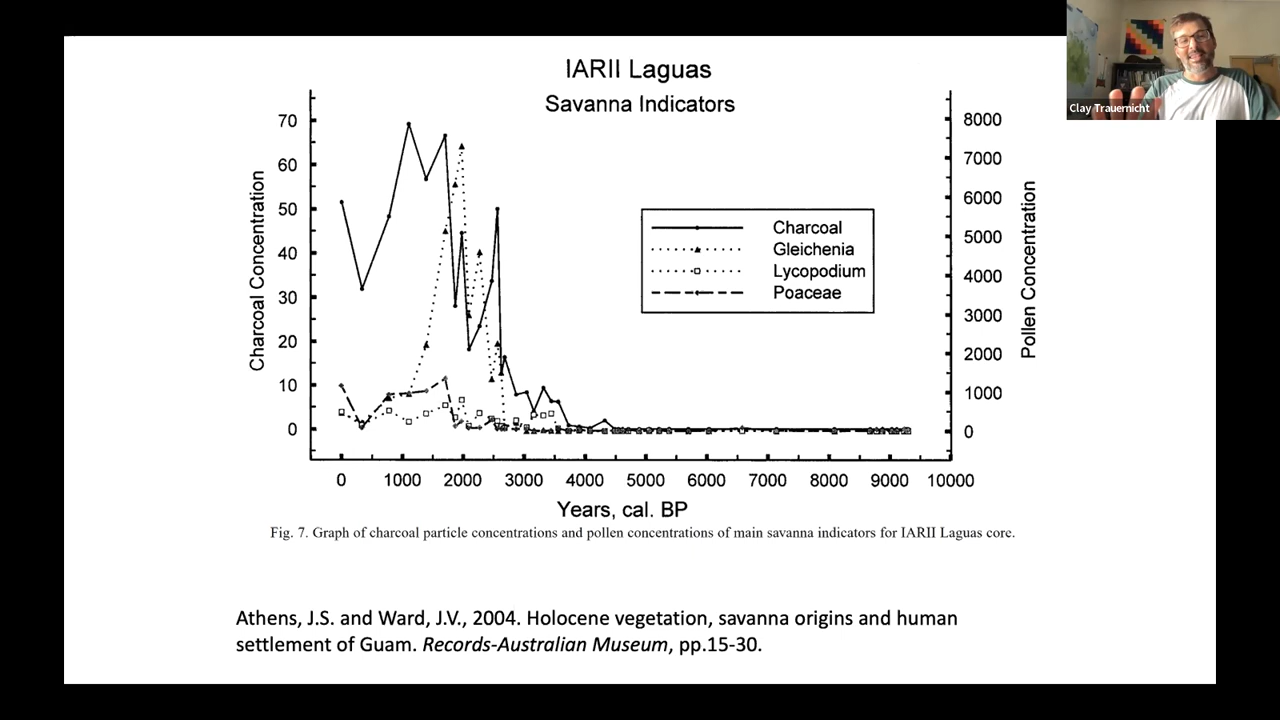 IARII Laguas
Savanna Indicators
Clay Trauernicht
Charcoal Concentration
70
60
50
40
30
20
10
0
Charcoal
Gleichenia
Lycopodium
Poaceae
8000
7000
6000
5000
4000
3000
2000
1000
0
Pollen Concentration
0 1000 2000 3000 4000 5000 6000 7000 8000 9000 10000
Years, cal. BP
Fig. 7. Graph of charcoal particle concentrations and pollen concentrations of main savanna indicators for IARII Laguas core.
Athens, J.S. and Ward, J.V., 2004. Holocene vegetation, savanna origins and human
settlement of Guam. Records-Australian Museum, pp.15-30.